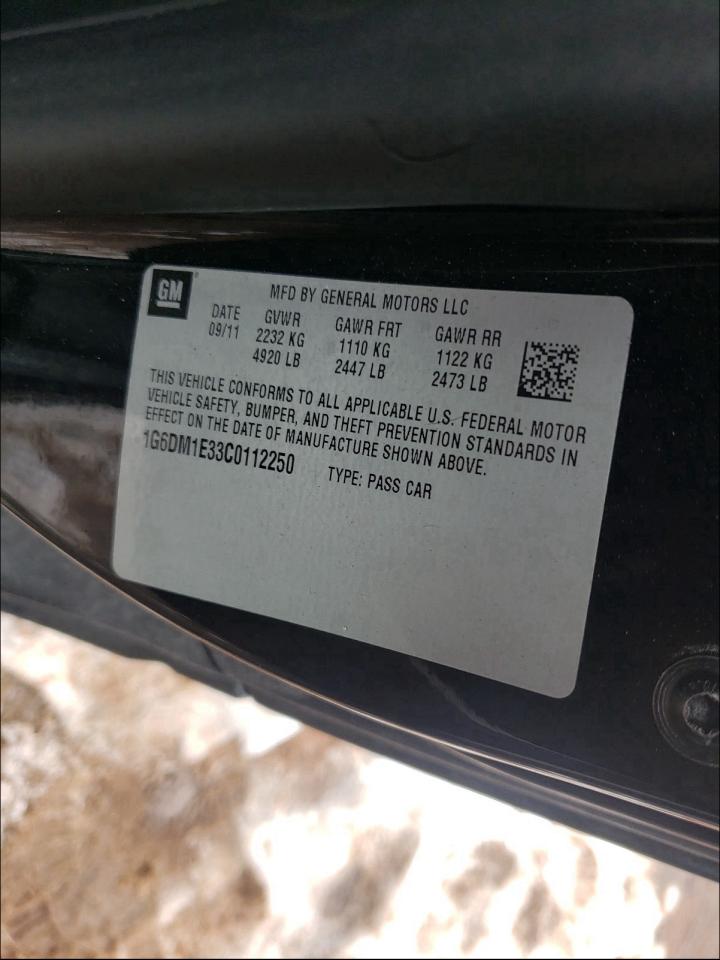 GM®
MFD BY GENERAL MOTORS LLC
DATE GVWR GAWR FRT GAWR RR
09/11 2232 KG 1110 KG 1122 KG
4920 LB 2447 LB 2473 LB
THIS VEHICLE CONFORMS TO ALL APPLICABLE U.S. FEDERAL MOTOR
VEHICLE SAFETY, BUMPER, AND THEFT PREVENTION STANDARDS IN
EFFECT ON THE DATE OF MANUFACTURE SHOWN ABOVE.
1G6DM1E33C0112250 TYPE: PASS CAR